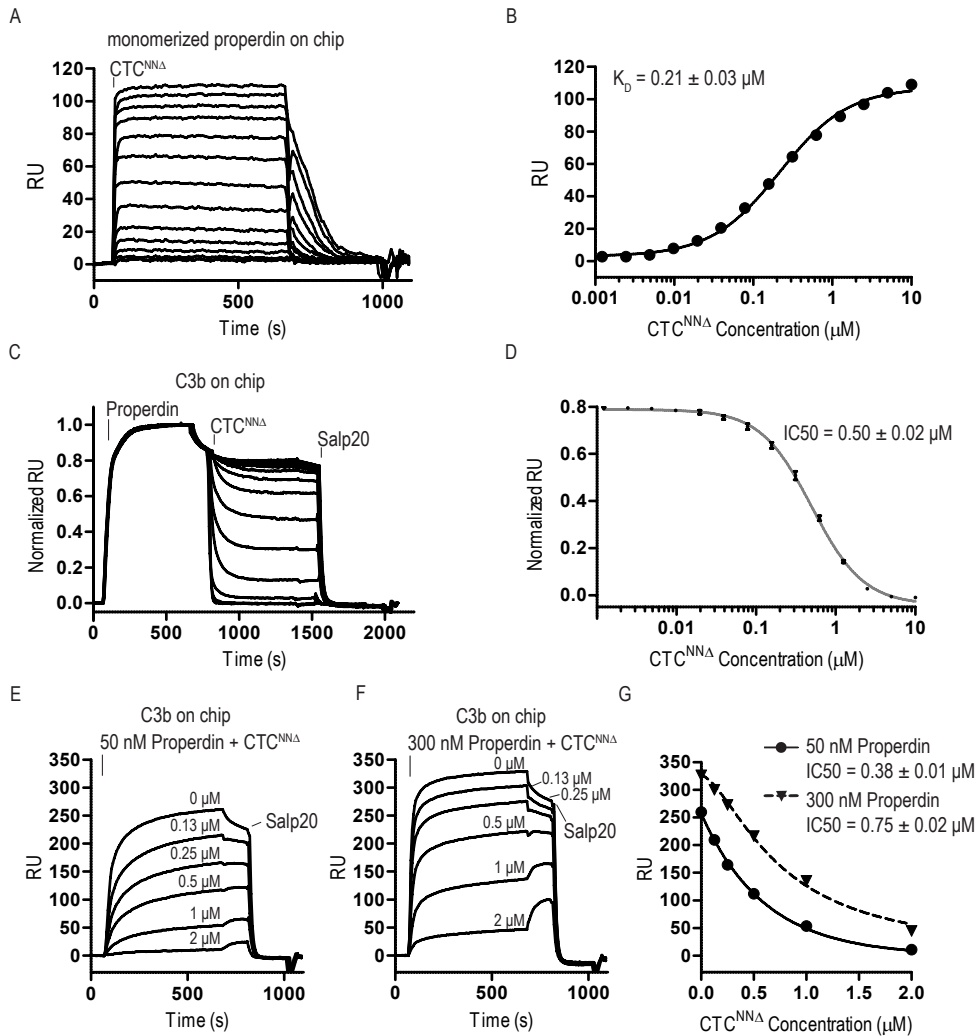 A
monomerized properdin on chip
CTC^NNΔ
120
100
80
60
40
20
0
RU
0
500
1000
Time (s)
B
K_D = 0.21 ± 0.03 µM
120
100
80
60
40
20
0
RU
0.001
0.01
0.1
1
10
CTC^NNΔ Concentration (µM)
C
C3b on chip
Properdin
CTC^NNΔ
Salp20
1.0
0.8
0.6
0.4
0.2
0.0
Normalized RU
0
500
1000
1500
2000
Time (s)
D
IC50 = 0.50 ± 0.02 µM
0.8
0.6
0.4
0.2
0.0
Normalized RU
0.01
0.1
1
10
CTC^NNΔ Concentration (µM)
E
C3b on chip
50 nM Properdin + CTC^NNΔ
350
300
250
200
150
100
50
0
RU
0 µM
0.13 µM
0.25 µM
0.5 µM
1 µM
2 µM
Salp20
0
500
1000
Time (s)
F
C3b on chip
300 nM Properdin + CTC^NNΔ
350
300
250
200
150
100
50
0
RU
0 µM
0.13 µM
0.25 µM
0.5 µM
1 µM
2 µM
Salp20
0
500
1000
Time (s)
G
50 nM Properdin
IC50 = 0.38 ± 0.01 µM
300 nM Properdin
IC50 = 0.75 ± 0.02 µM
350
300
250
200
150
100
50
0
RU
0.0
0.5
1.0
1.5
2.0
CTC^NNΔ Concentration (µM)